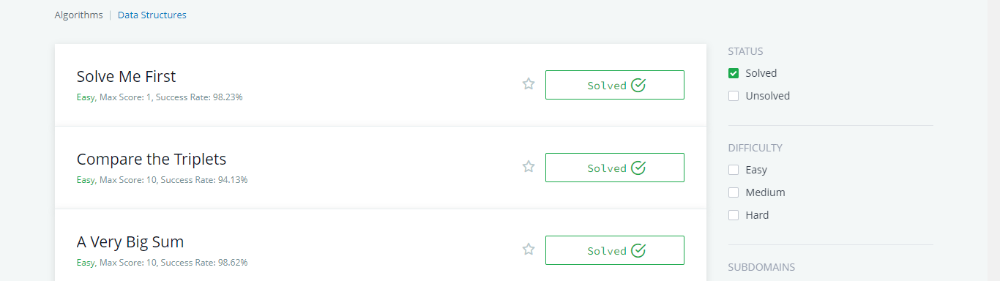 Algorithms | Data Structures
Solve Me First
Easy, Max Score: 1, Success Rate: 98.23%
Solved
Compare the Triplets
Easy, Max Score: 10, Success Rate: 94.13%
Solved
A Very Big Sum
Easy, Max Score: 10, Success Rate: 98.62%
Solved
STATUS
Solved
Unsolved
DIFFICULTY
Easy
Medium
Hard
SUBDOMAINS